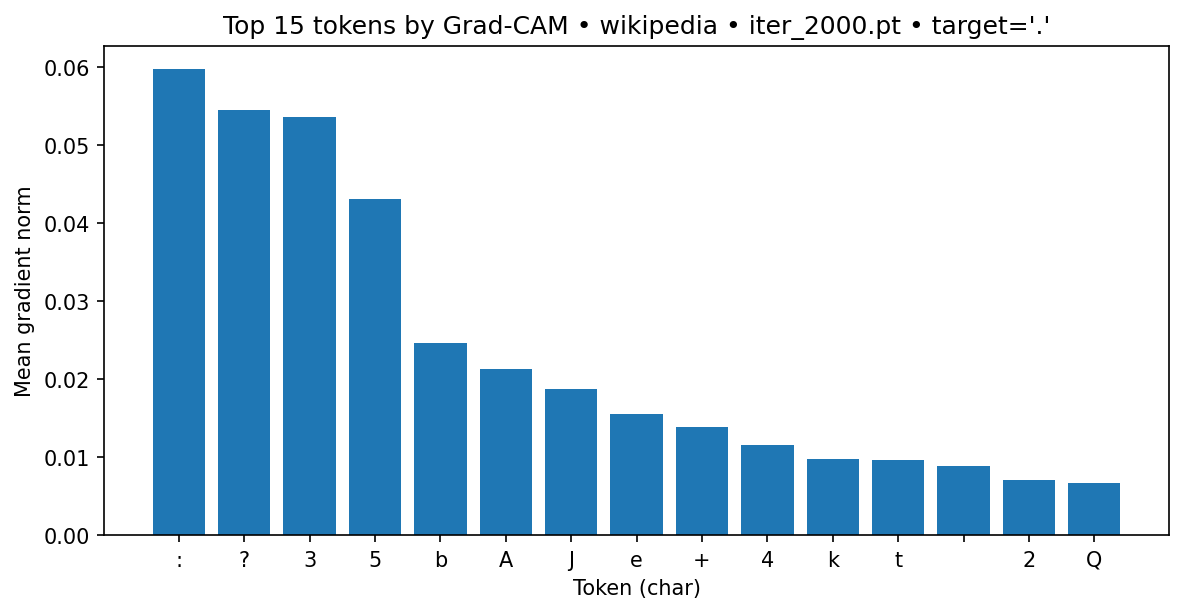 Top 15 tokens by Grad-CAM • wikipedia • iter_2000.pt • target='.'
0.06
0.05
0.04
0.03
0.02
0.01
0.00
Mean gradient norm
: ? 3 5 b A J e + 4 k t 2 Q
Token (char)